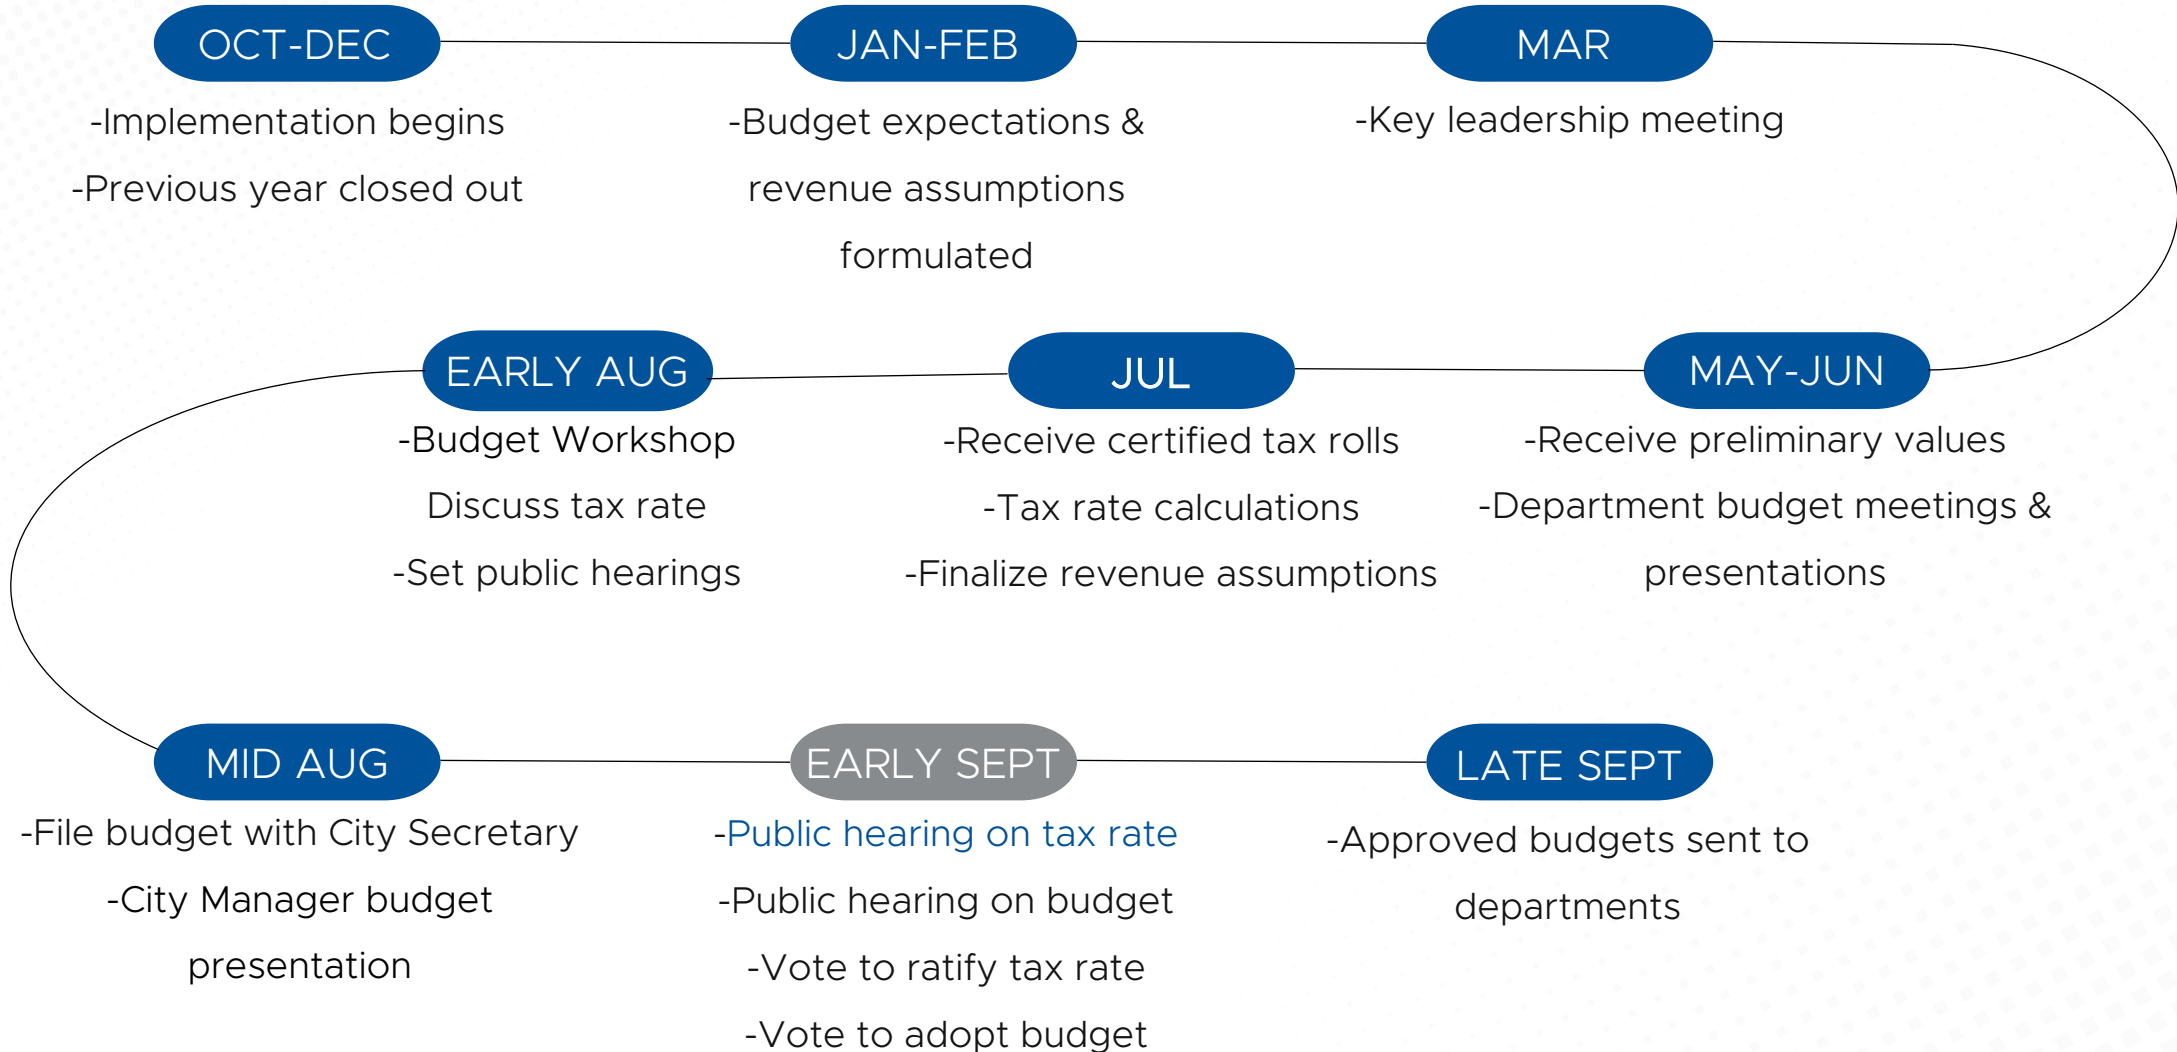 OCT-DEC
-Implementation begins
-Previous year closed out
JAN-FEB
-Budget expectations &
revenue assumptions
formulated
MAR
-Key leadership meeting
MAY-JUN
-Receive preliminary values
-Department budget meetings &
presentations
JUL
-Receive certified tax rolls
-Tax rate calculations
-Finalize revenue assumptions
EARLY AUG
-Budget Workshop
Discuss tax rate
-Set public hearings
MID AUG
-File budget with City Secretary
-City Manager budget
presentation
EARLY SEPT
-Public hearing on tax rate
-Public hearing on budget
-Vote to ratify tax rate
-Vote to adopt budget
LATE SEPT
-Approved budgets sent to
departments